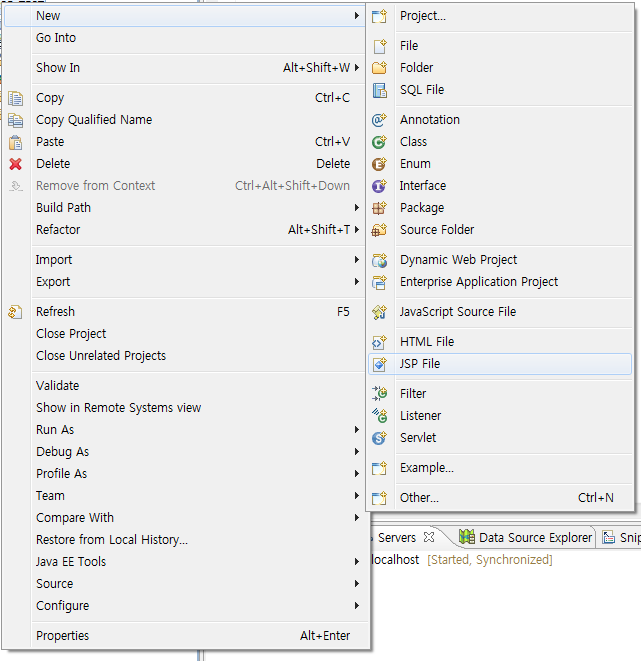 New
Go Into
Show In Alt+Shift+W
Copy Ctrl+C
Copy Qualified Name
Paste Ctrl+V
Delete Delete
Remove from Context Ctrl+Alt+Shift+Down
Build Path
Refactor Alt+Shift+T
Import
Export
Refresh F5
Close Project
Close Unrelated Projects
Validate
Show in Remote Systems view
Run As
Debug As
Profile As
Team
Compare With
Restore from Local History...
Java EE Tools
Source
Configure
Properties Alt+Enter
Project...
File
Folder
SQL File
Annotation
Class
Enum
Interface
Package
Source Folder
Dynamic Web Project
Enterprise Application Project
JavaScript Source File
HTML File
JSP File
Filter
Listener
Servlet
Example...
Other... Ctrl+N
Servers Data Source Explorer Snip
localhost [Started, Synchronized]